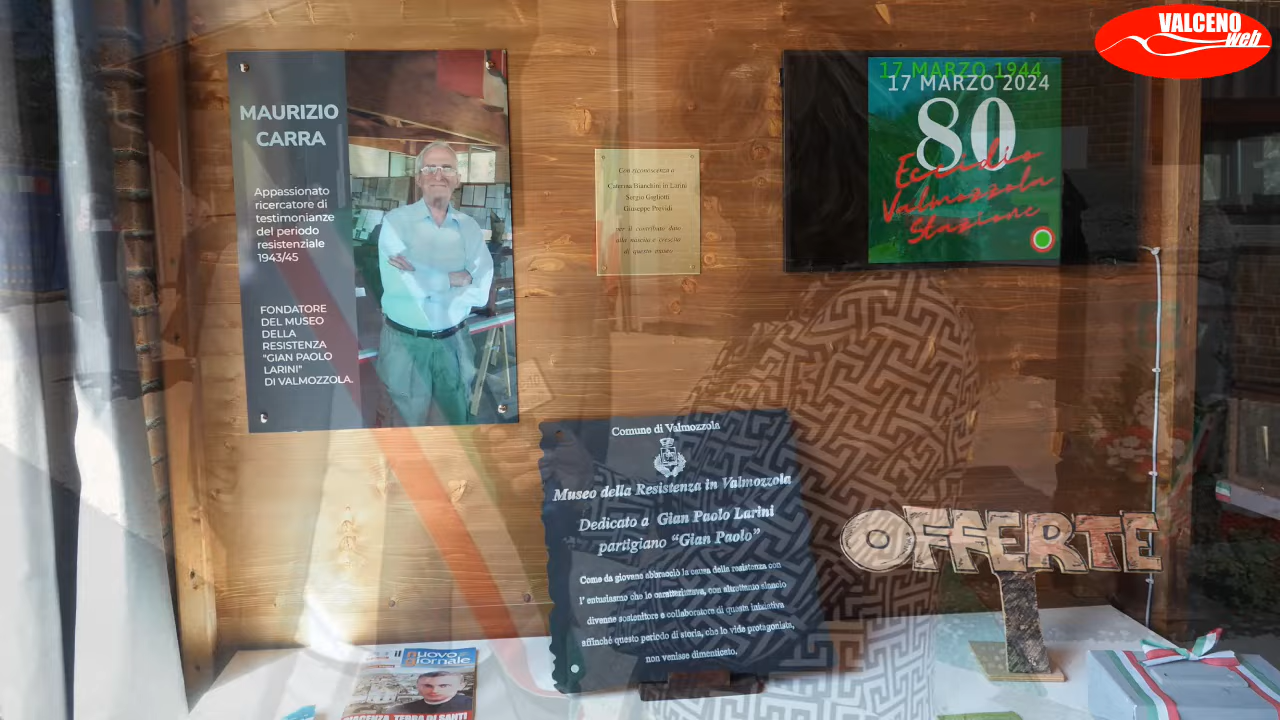 VALCENO
web
MAURIZIO
CARRA
Appassionato
ricercatore di
testimonianze
del periodo
resistenziale
1943/45
FONDATORE
DEL MUSEO
DELLA
RESISTENZA
"GIAN PAOLO
LARINI"
DI VALMOZZOLA.
Con riconoscenza a
Caterina Bianchini in Larini
Sergio Gigliotti
Giuseppe Previdi
per il contributo dato
alla nascita e crescita
di questo museo
17 MARZO 1944
17 MARZO 2024
80
Eccidio
Valmozzola
Stazione
Comune di Valmozzola
Museo della Resistenza in Valmozzola
Dedicato a Gian Paolo Larini
partigiano “Gian Paolo”
Come da giovane abbracciò la causa della resistenza con
l’ entusiasmo che lo caratterizzava, con altrettanto slancio
divenne sostenitore e collaboratore di questa iniziativa
affinché questo periodo di storia, che lo vide protagonista,
non venisse dimenticato.
OFFERTE
il nuovo
Giornale
PIACENZA, TERRA DI SANTI